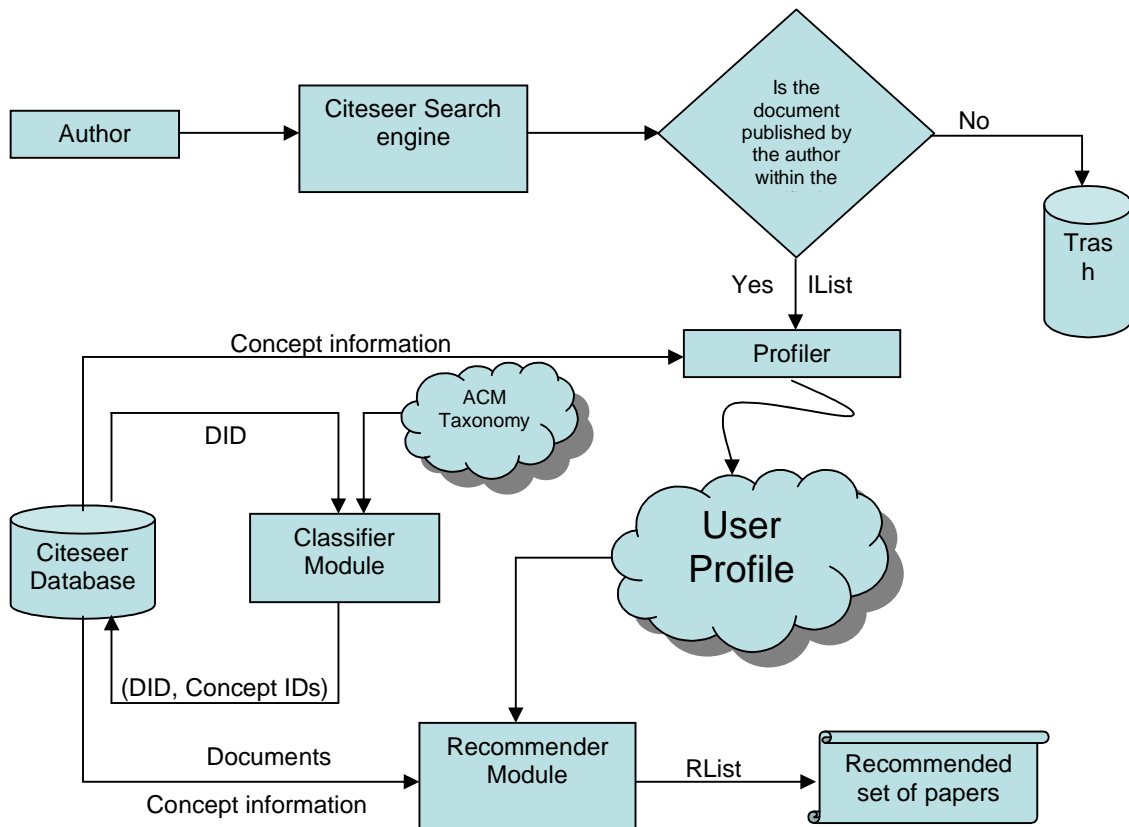 Author
Citeseer Search
engine
Is the
document
published by
the author
within the
No
Tras
h
Yes
IList
Concept information
Profiler
ACM
Taxonomy
DID
User
Profile
Citeseer
Database
Classifier
Module
(DID, Concept IDs)
Documents
Concept information
Recommender
Module
RList
Recommended
set of papers